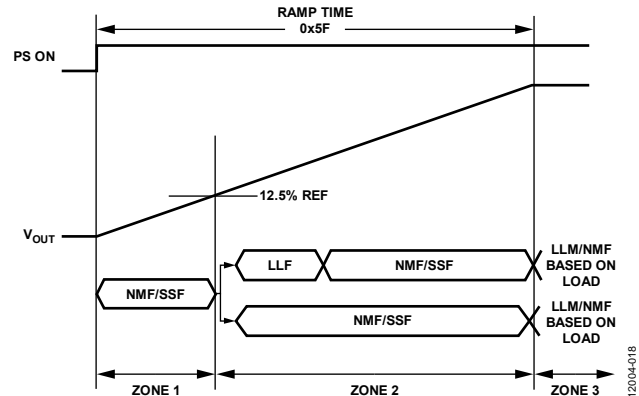 RAMP TIME
0x5F
PS ON
12.5% REF
VOUT
LLF
NMF/SSF
LLM/NMF
BASED ON
LOAD
NMF/SSF
NMF/SSF
LLM/NMF
BASED ON
LOAD
ZONE 1
ZONE 2
ZONE 3
12004-018